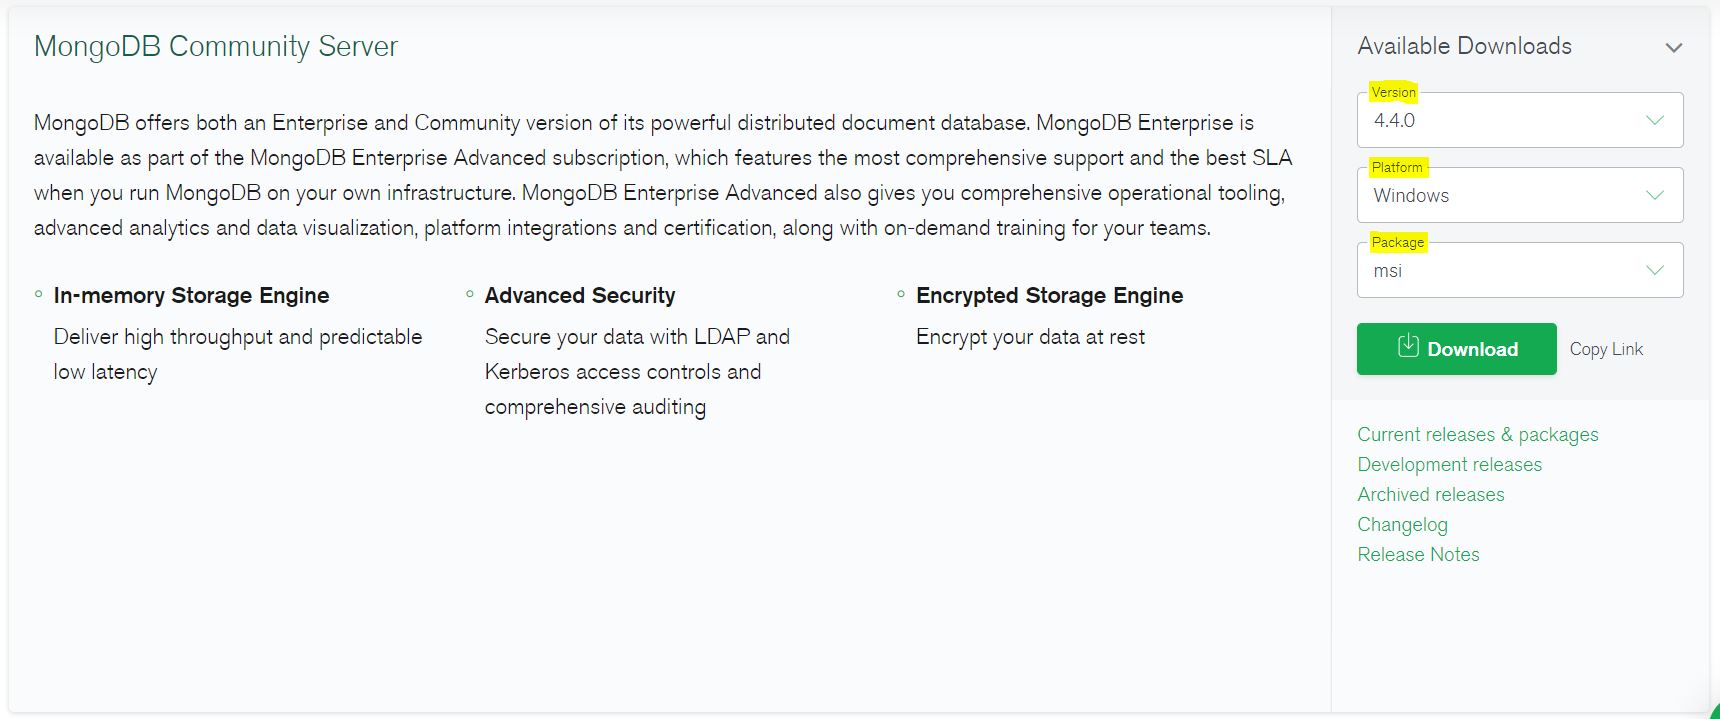 MongoDB Community Server
MongoDB offers both an Enterprise and Community version of its powerful distributed document database. MongoDB Enterprise is
available as part of the MongoDB Enterprise Advanced subscription, which features the most comprehensive support and the best SLA
when you run MongoDB on your own infrastructure. MongoDB Enterprise Advanced also gives you comprehensive operational tooling,
advanced analytics and data visualization, platform integrations and certification, along with on-demand training for your teams.
In-memory Storage Engine
Deliver high throughput and predictable
low latency
Advanced Security
Secure your data with LDAP and
Kerberos access controls and
comprehensive auditing
Encrypted Storage Engine
Encrypt your data at rest
Available Downloads
Version
4.4.0
Platform
Windows
Package
msi
Download
Copy Link
Current releases & packages
Development releases
Archived releases
Changelog
Release Notes